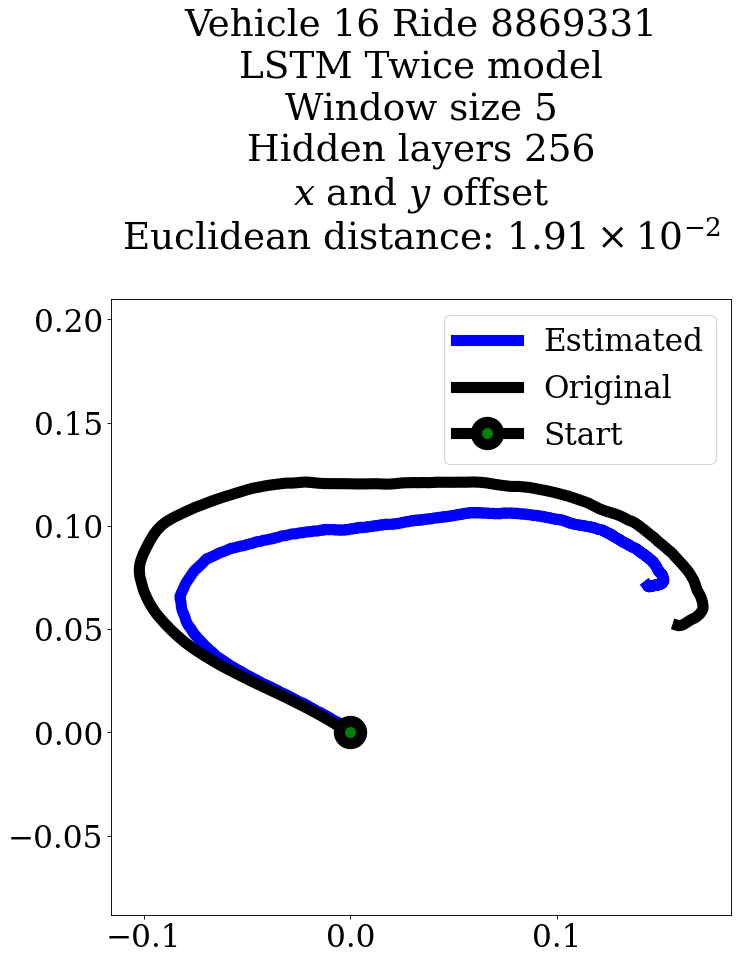 Vehicle 16 Ride 8869331
LSTM Twice model
Window size 5
Hidden layers 256
x and y offset
Euclidean distance: 1.91 × 10⁻²
Estimated
Original
Start
0.20
0.15
0.10
0.05
0.00
−0.05
−0.1
0.0
0.1